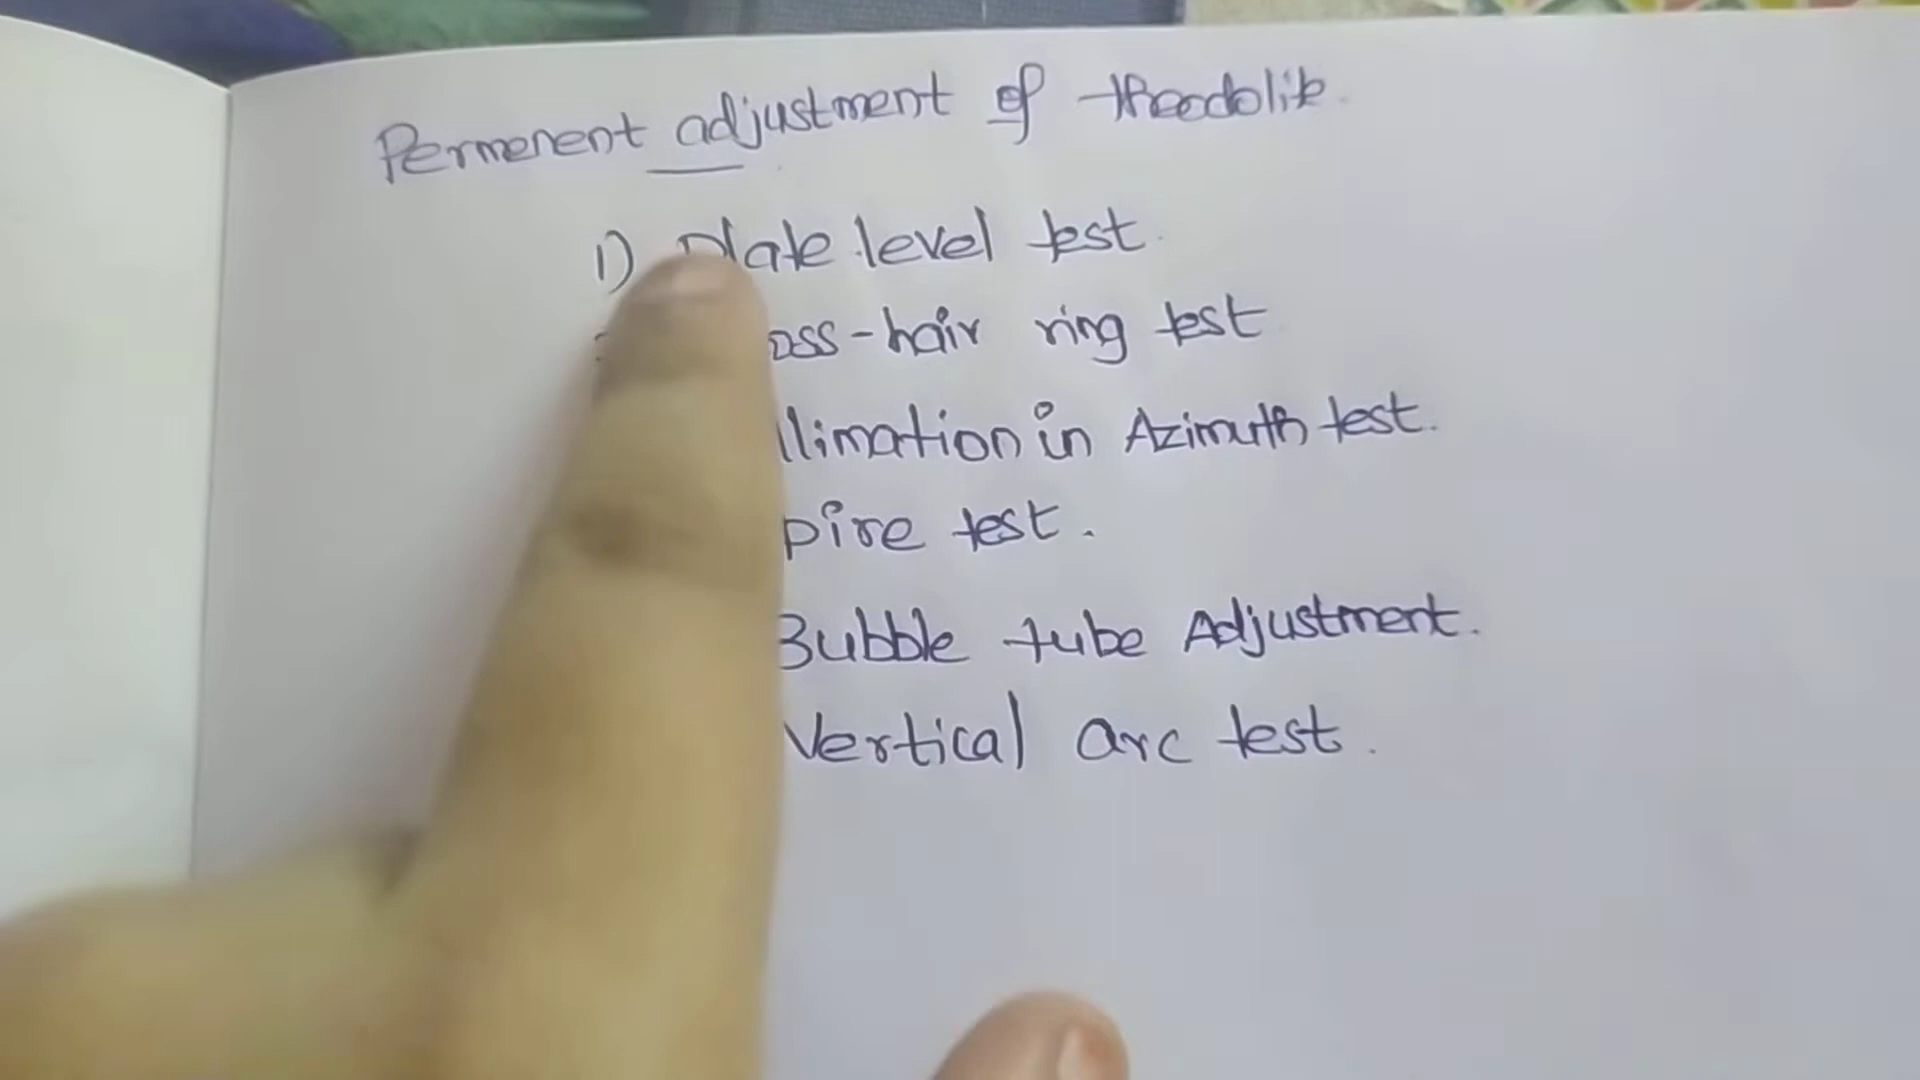 Permenent adjustment of theodolite.
1) Plate level test.
oss-hair ring test
llimation in Azimuth test.
pire test.
Bubble tube Adjustment.
Vertical arc test.